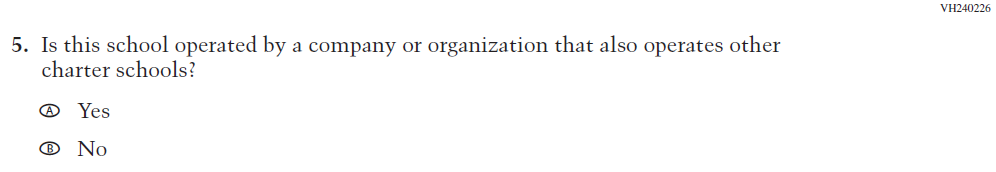 VH240226
5. Is this school operated by a company or organization that also operates other
charter schools?
A Yes
B No